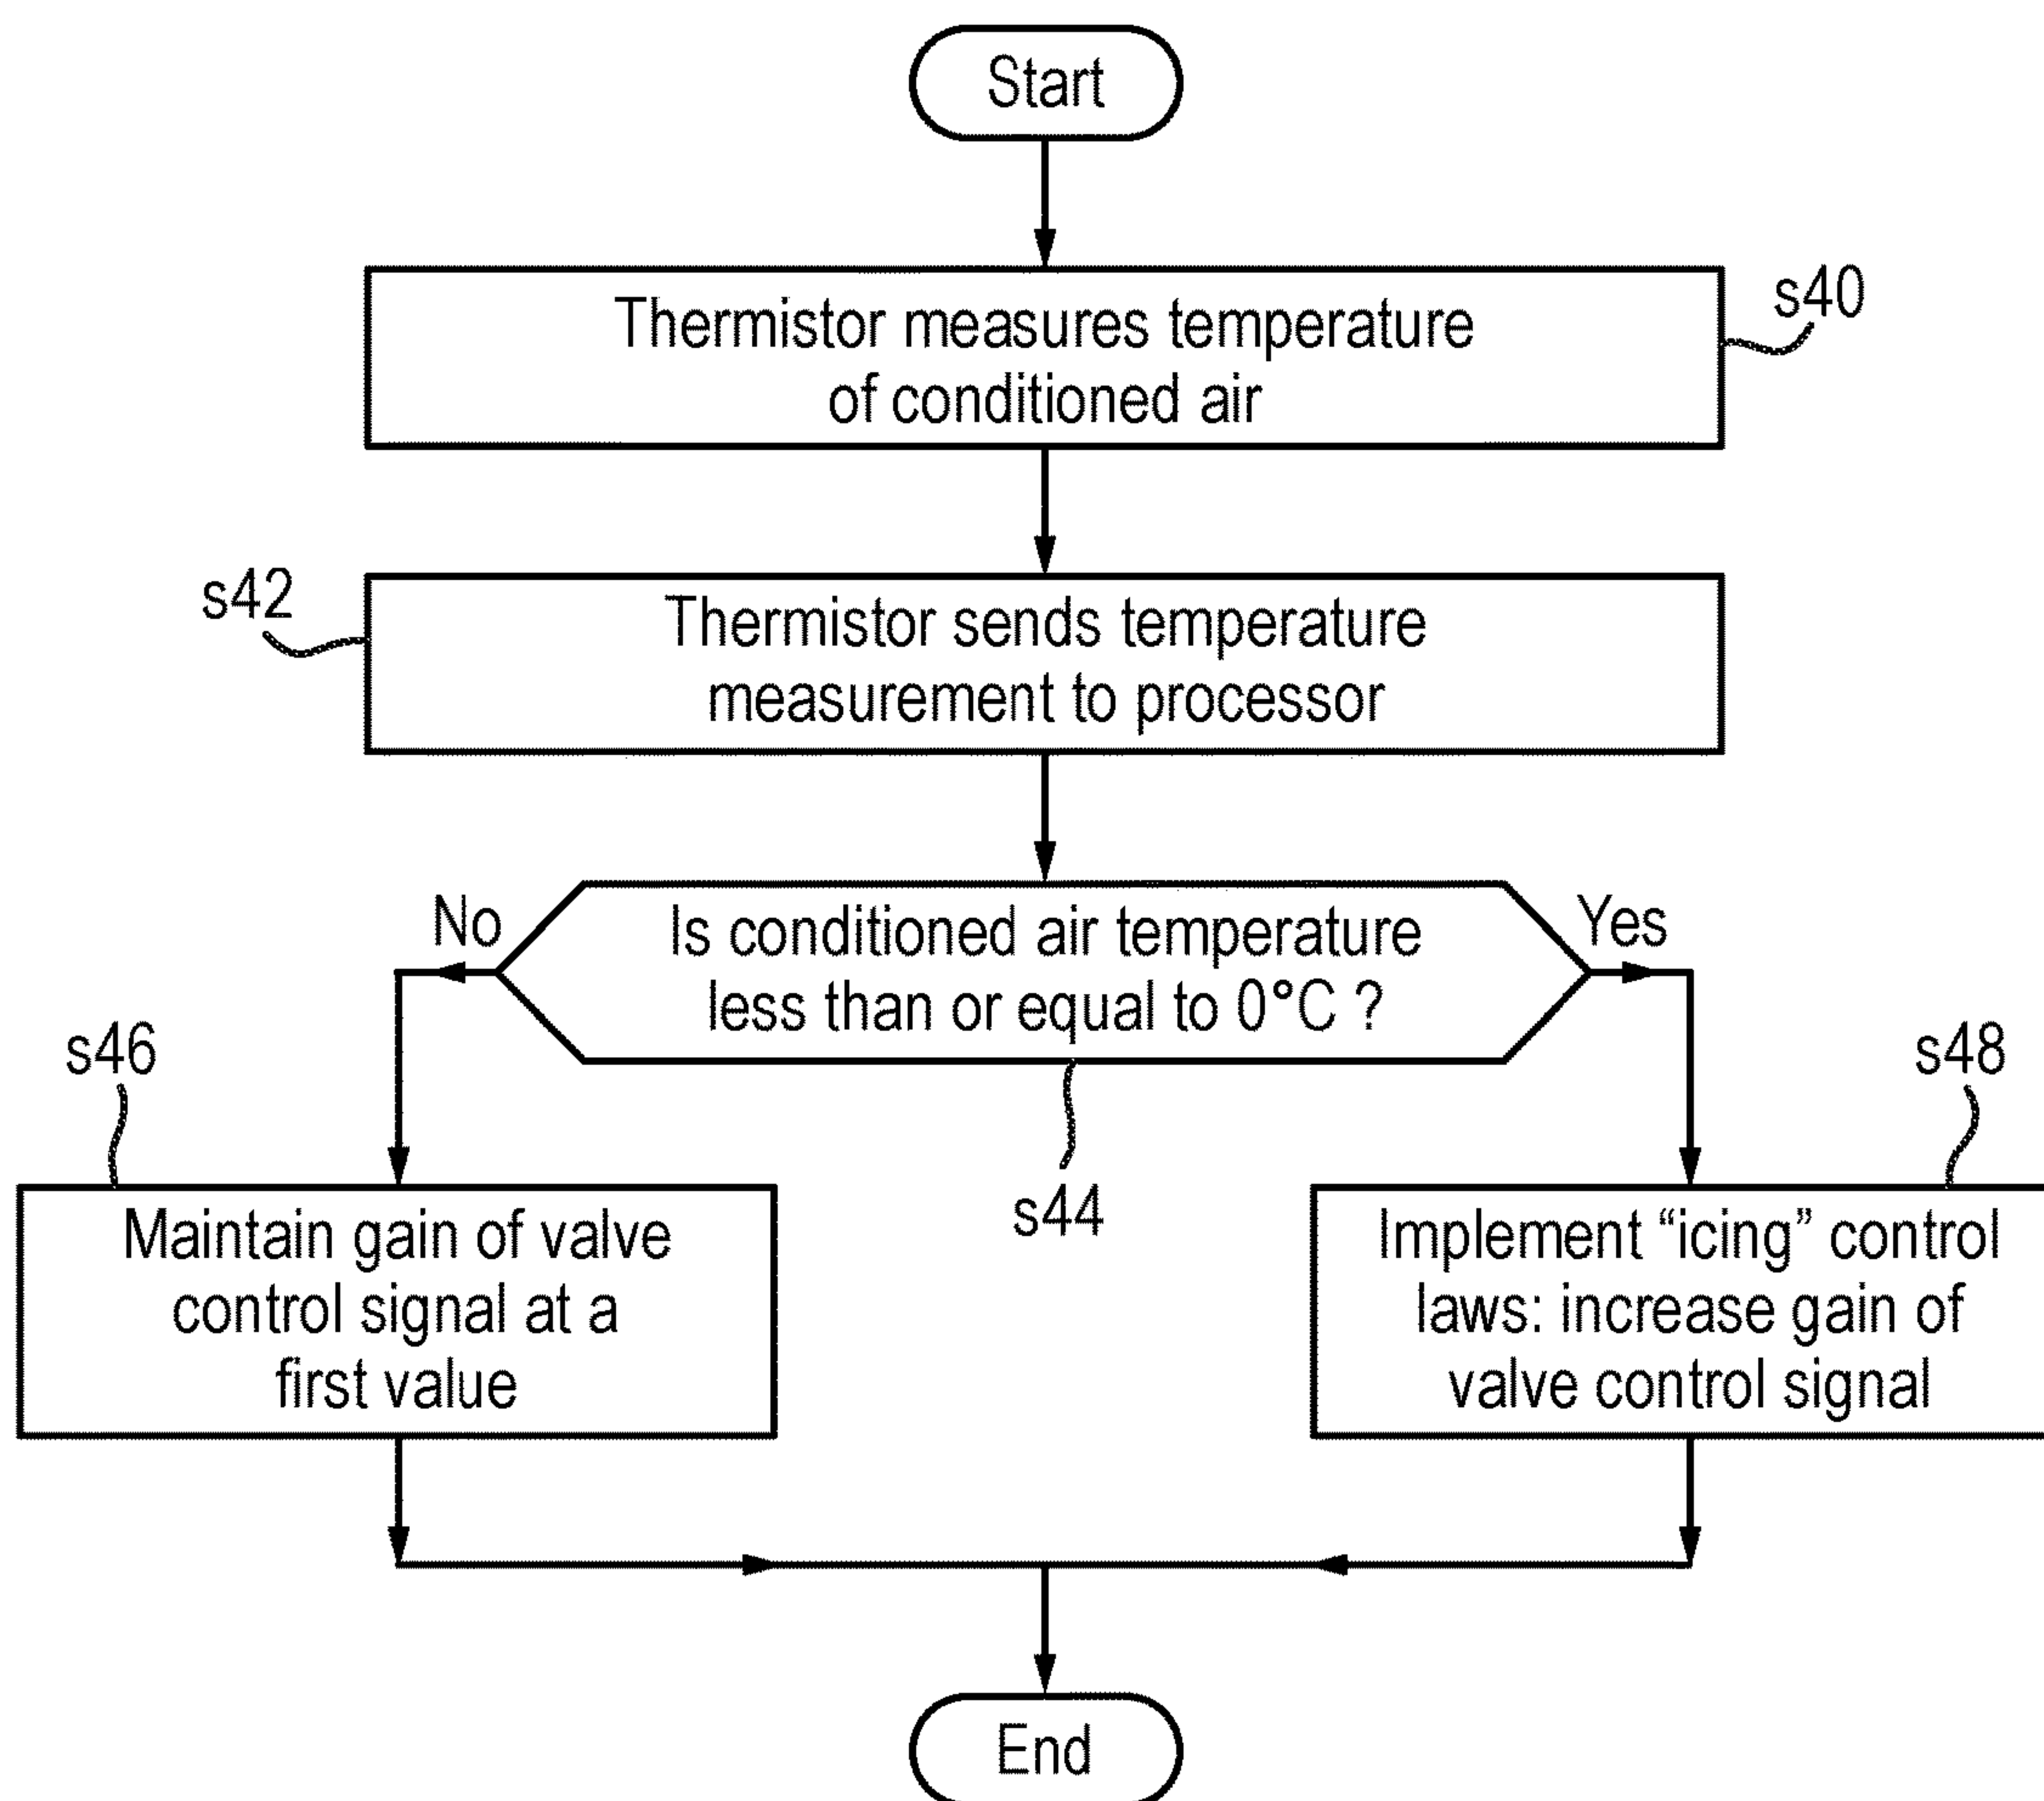 Start
Thermistor measures temperature
of conditioned air
s40
s42
Thermistor sends temperature
measurement to processor
No
Is conditioned air temperature
less than or equal to 0°C ?
Yes
s46
s44
s48
Maintain gain of valve
control signal at a
first value
Implement “icing” control
laws: increase gain of
valve control signal
End